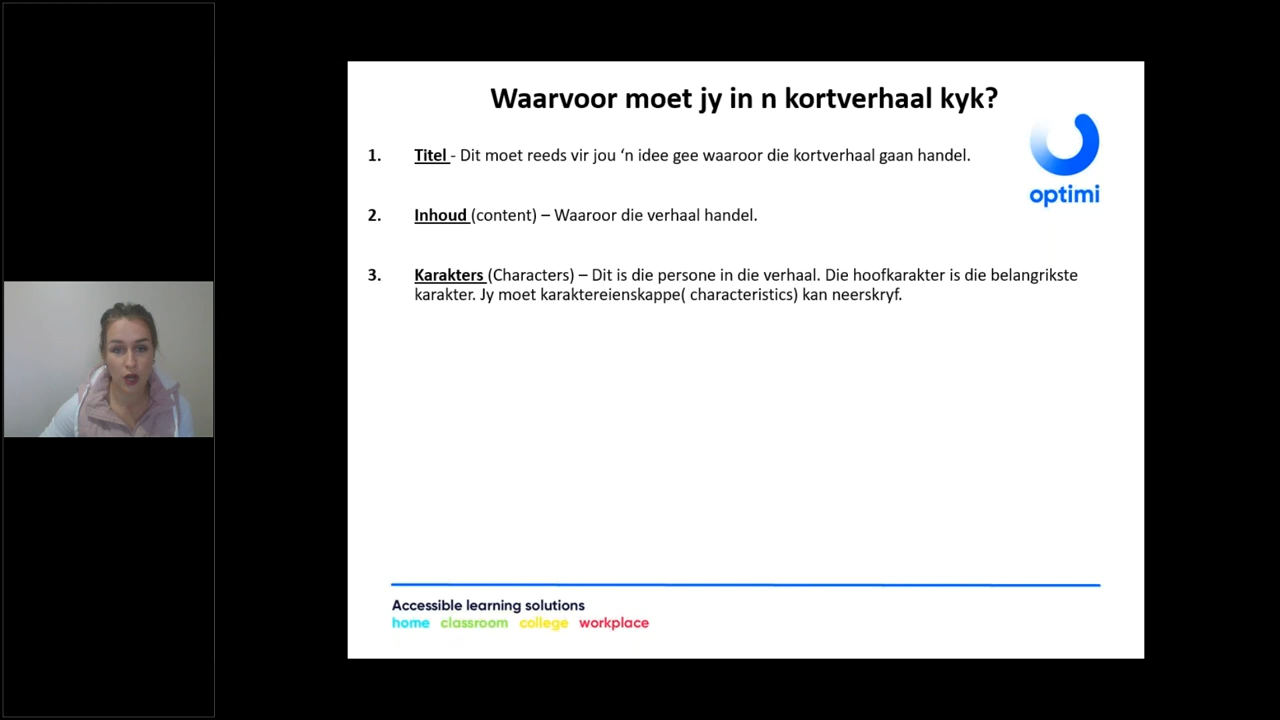 Waarvoor moet jy in n kortverhaal kyk?
1. Titel - Dit moet reeds vir jou ‘n idee gee waaroor die kortverhaal gaan handel.
optimi
2. Inhoud (content) – Waaroor die verhaal handel.
3. Karakters (Characters) – Dit is die persone in die verhaal. Die hoofkarakter is die belangrikste
karakter. Jy moet karaktereienskappe( characteristics) kan neerskryf.
Accessible learning solutions
home classroom college workplace